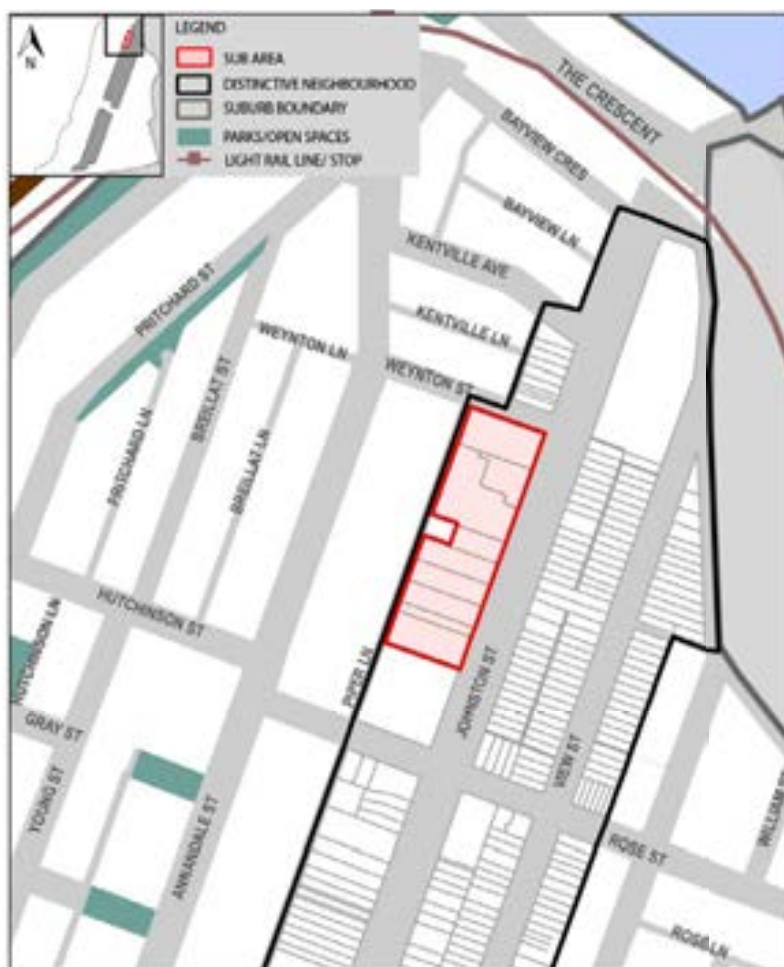 LEGEND
SUB AREA
DISTINCTIVE NEIGHBOURHOOD
SUBURB BOUNDARY
PARKS/OPEN SPACES
LIGHT RAIL LINE/ STOP
N
THE CRESCENT
BAYVIEW CRES
BAYVIEW LN
KENTVILLE AVE
KENTVILLE LN
PRITCHARD ST
WEYNTON LN
WEYNTON ST
BREILLAT ST
PRITCHARD LN
BREILLAT LN
HUTCHINSON ST
HUTCHINSON LN
PIPER LN
JOHNSTON ST
GRAY ST
VIEW ST
YOUNG ST
ANNANDALE ST
ROSE ST
ROSE LN